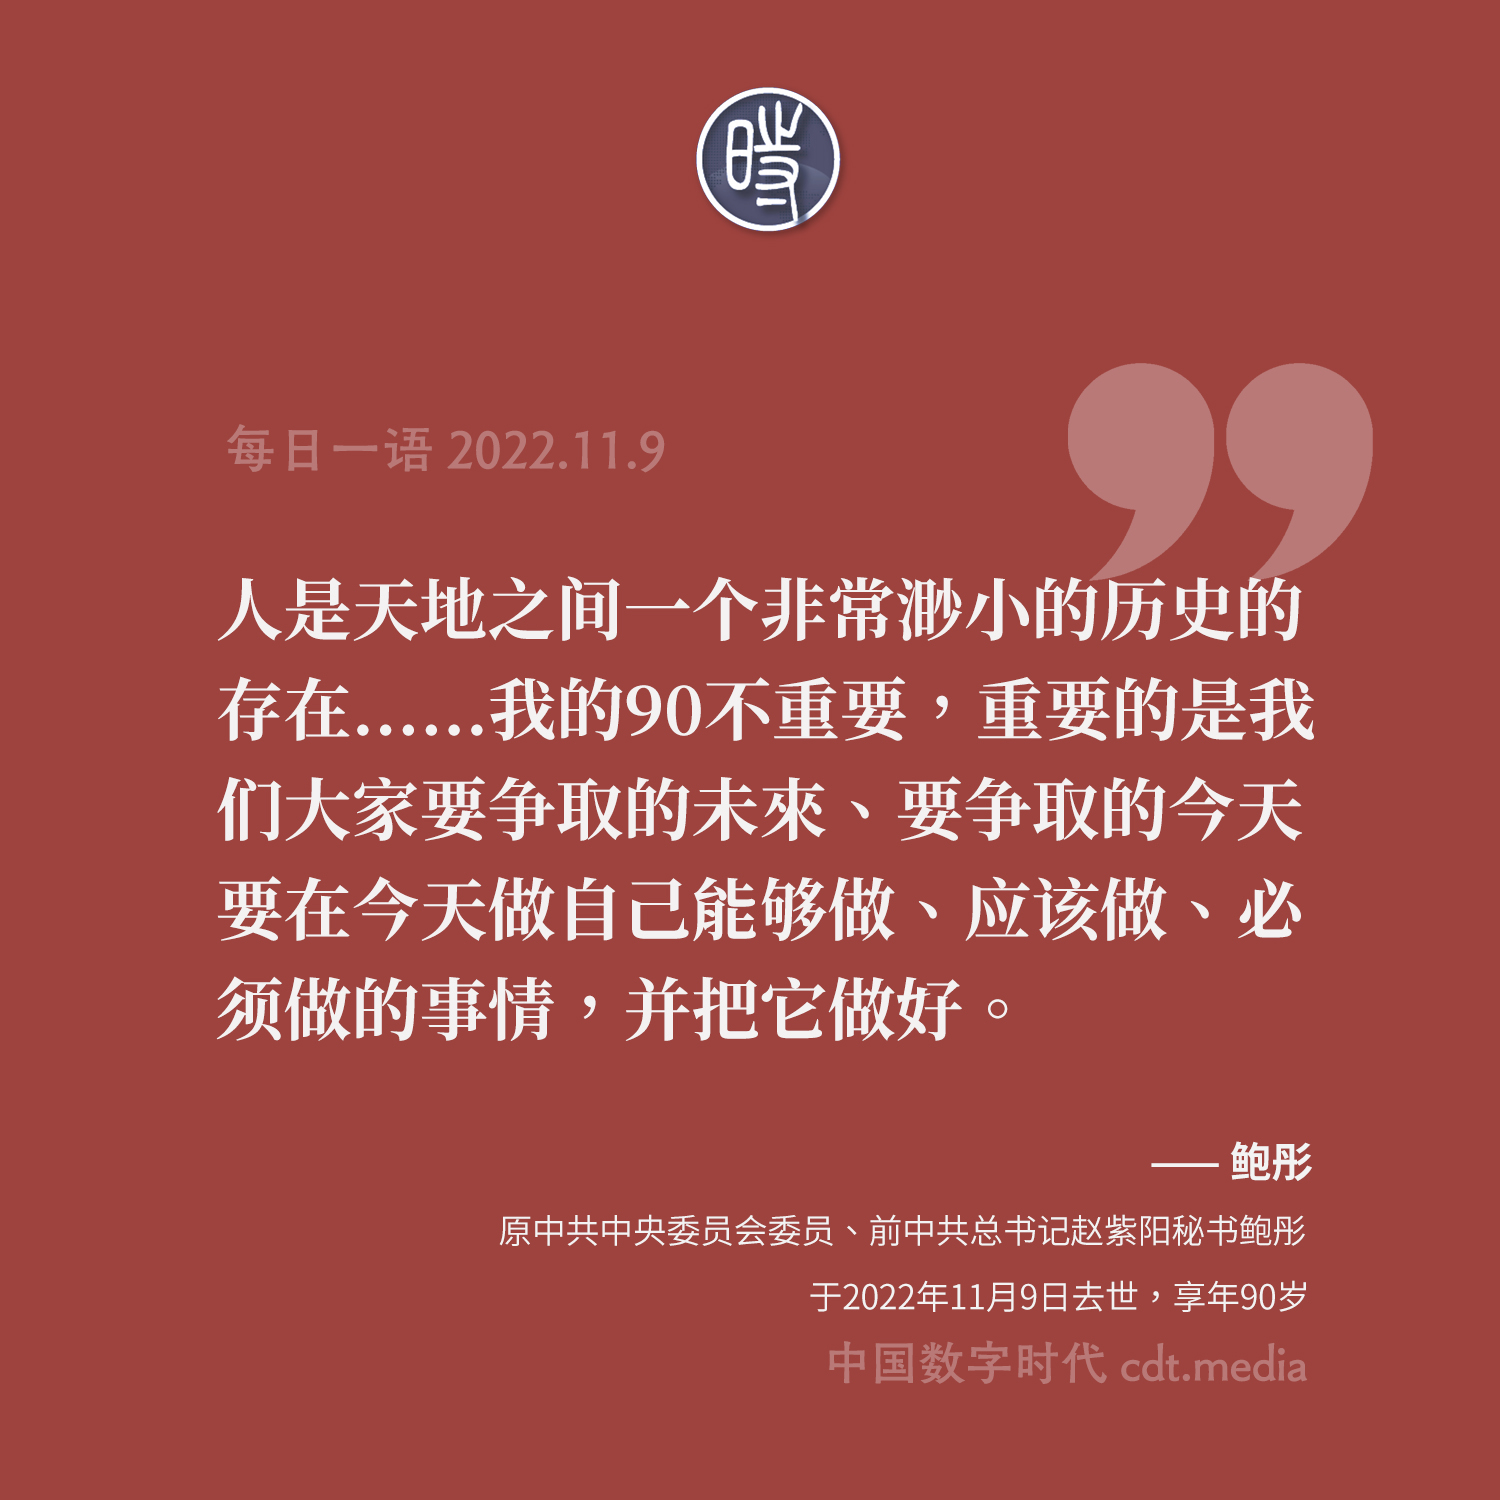 時
每日一语 2022.11.9
人是天地之间一个非常渺小的历史的
存在......我的90不重要，重要的是我
们大家要争取的未來、要争取的今天
要在今天做自己能够做、应该做、必
须做的事情，并把它做好。
—— 鲍彤
原中共中央委员会委员、前中共总书记赵紫阳秘书鲍彤
于2022年11月9日去世，享年90岁
中国数字时代 cdt.media